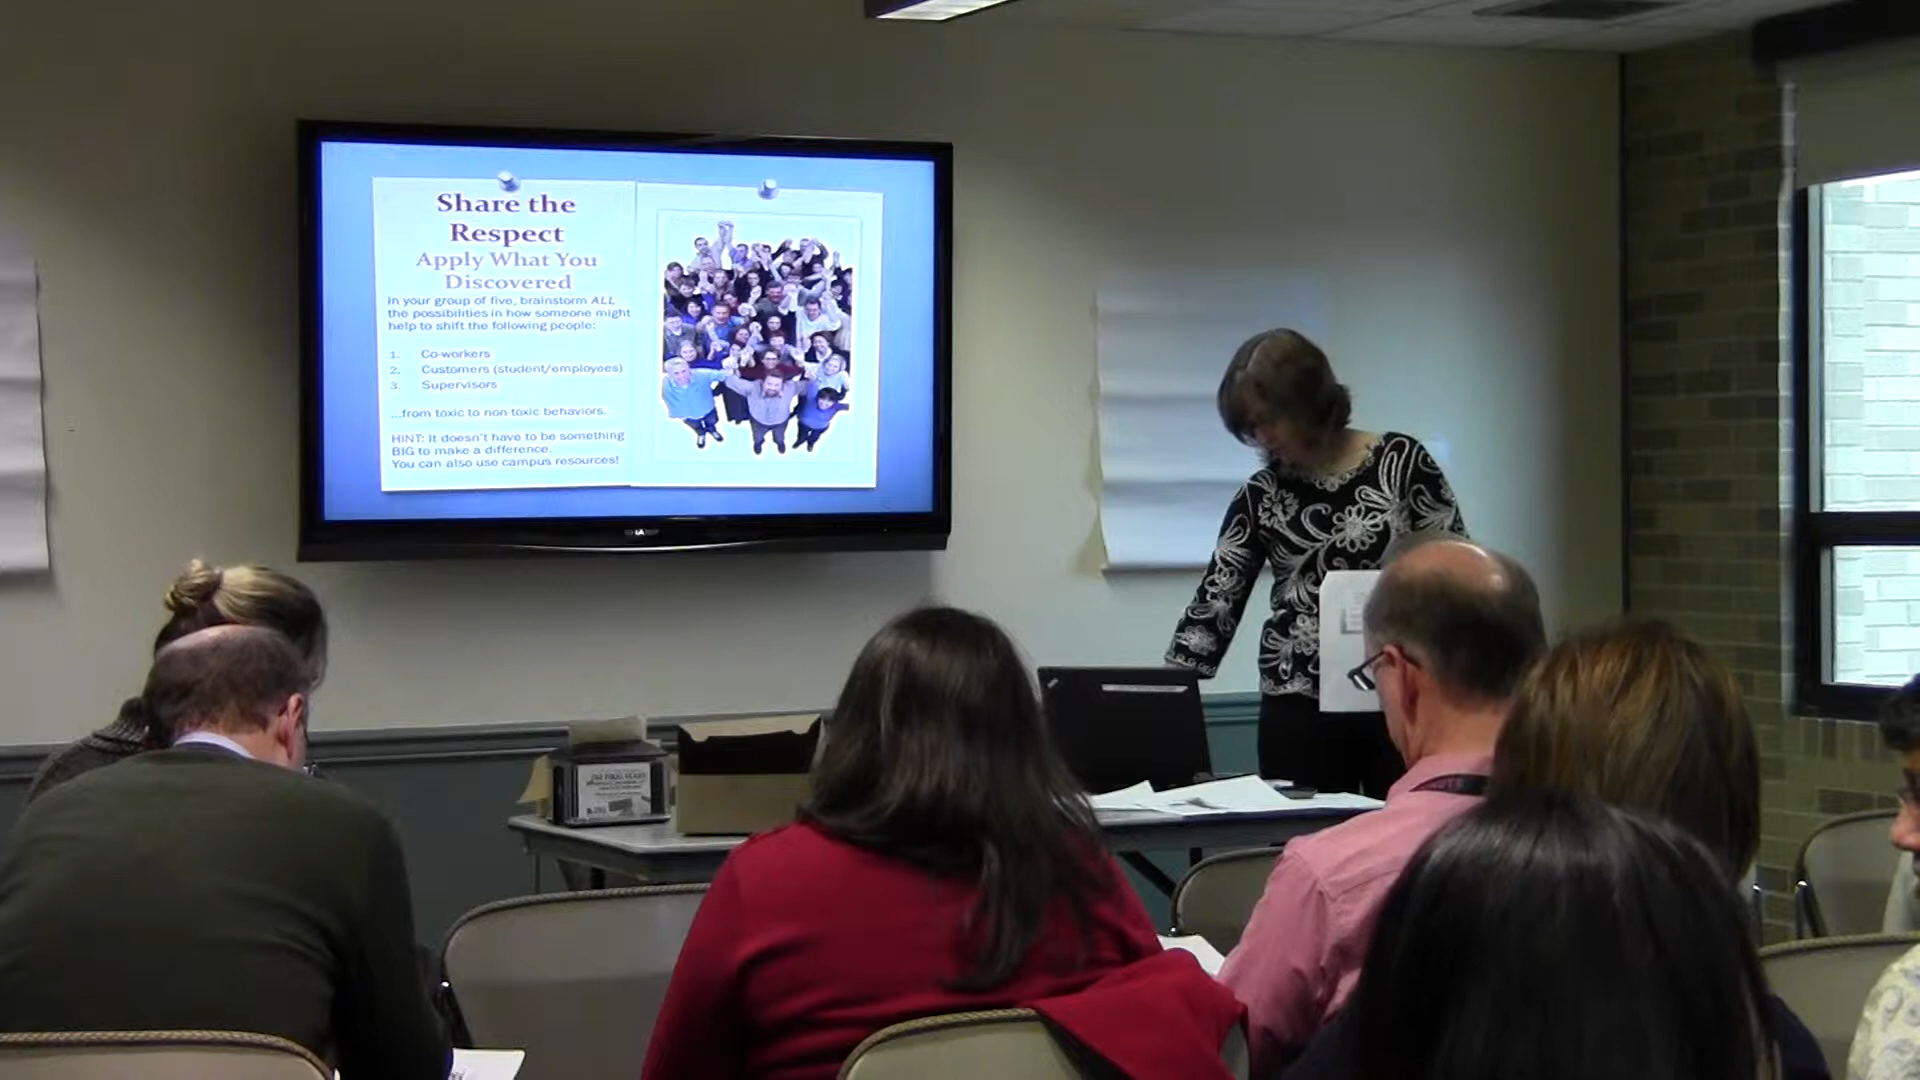 Share the
Respect
Apply What You
Discovered
In your group of five, brainstorm ALL
the possibilities in how someone might
help to shift the following people:
1. Co-workers
2. Customers (student/employees)
3. Supervisors
...from toxic to non-toxic behaviors.
HINT: It doesn't have to be something
BIG to make a difference.
You can also use campus resources!
SHARP